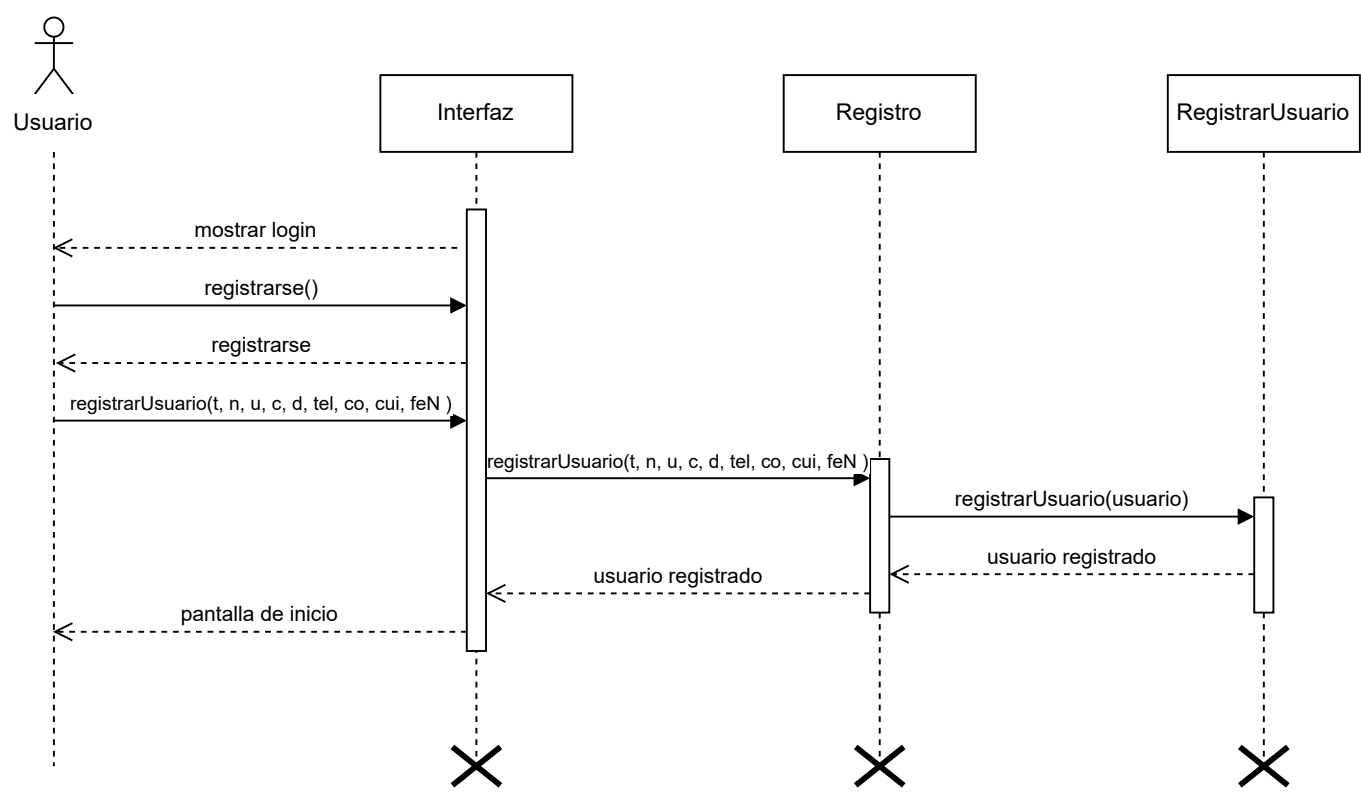 Usuario
Interfaz
Registro
RegistrarUsuario
mostrar login
registrarse()
registrarse
registrarUsuario(t, n, u, c, d, tel, co, cui, feN )
registrarUsuario(t, n, u, c, d, tel, co, cui, feN )
registrarUsuario(usuario)
usuario registrado
usuario registrado
pantalla de inicio